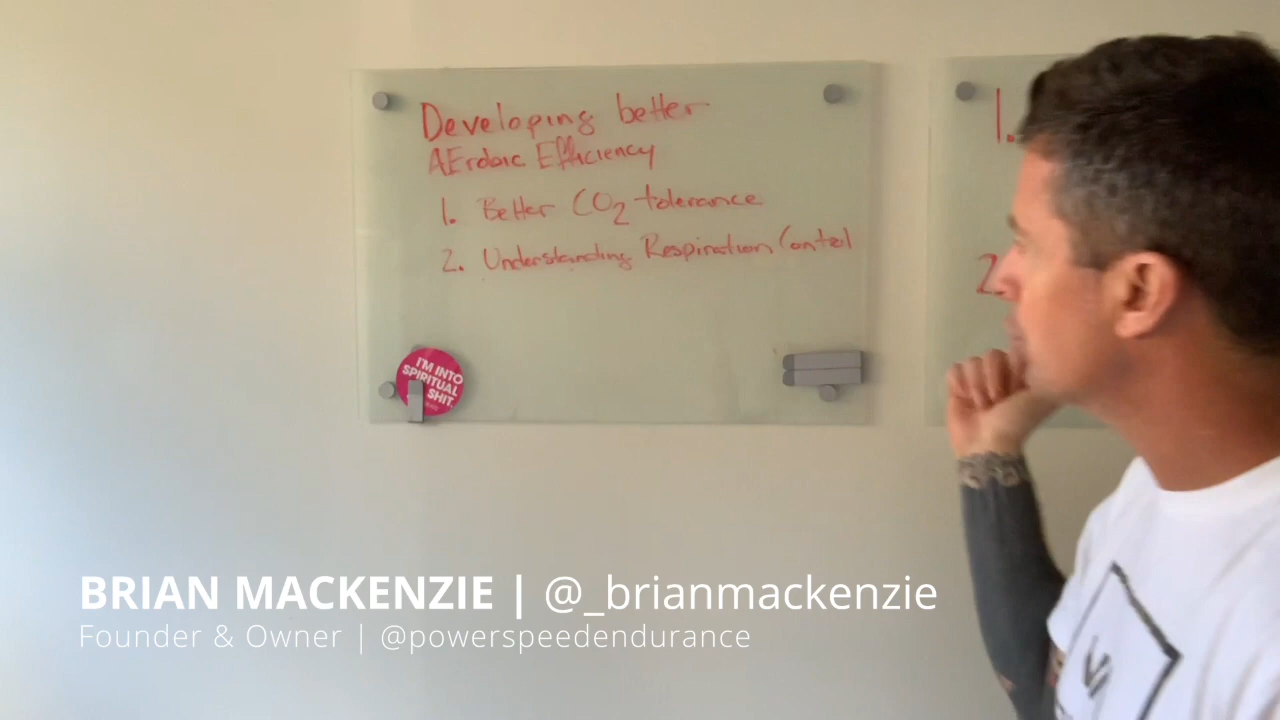 Developing better
AErobic Efficiency
1. Better CO2 tolerance
2. Understanding Respiration Control
I'M INTO
SPIRITUAL
SHIT.
1.
2
BRIAN MACKENZIE | @_brianmackenzie
Founder & Owner | @powerspeedendurance